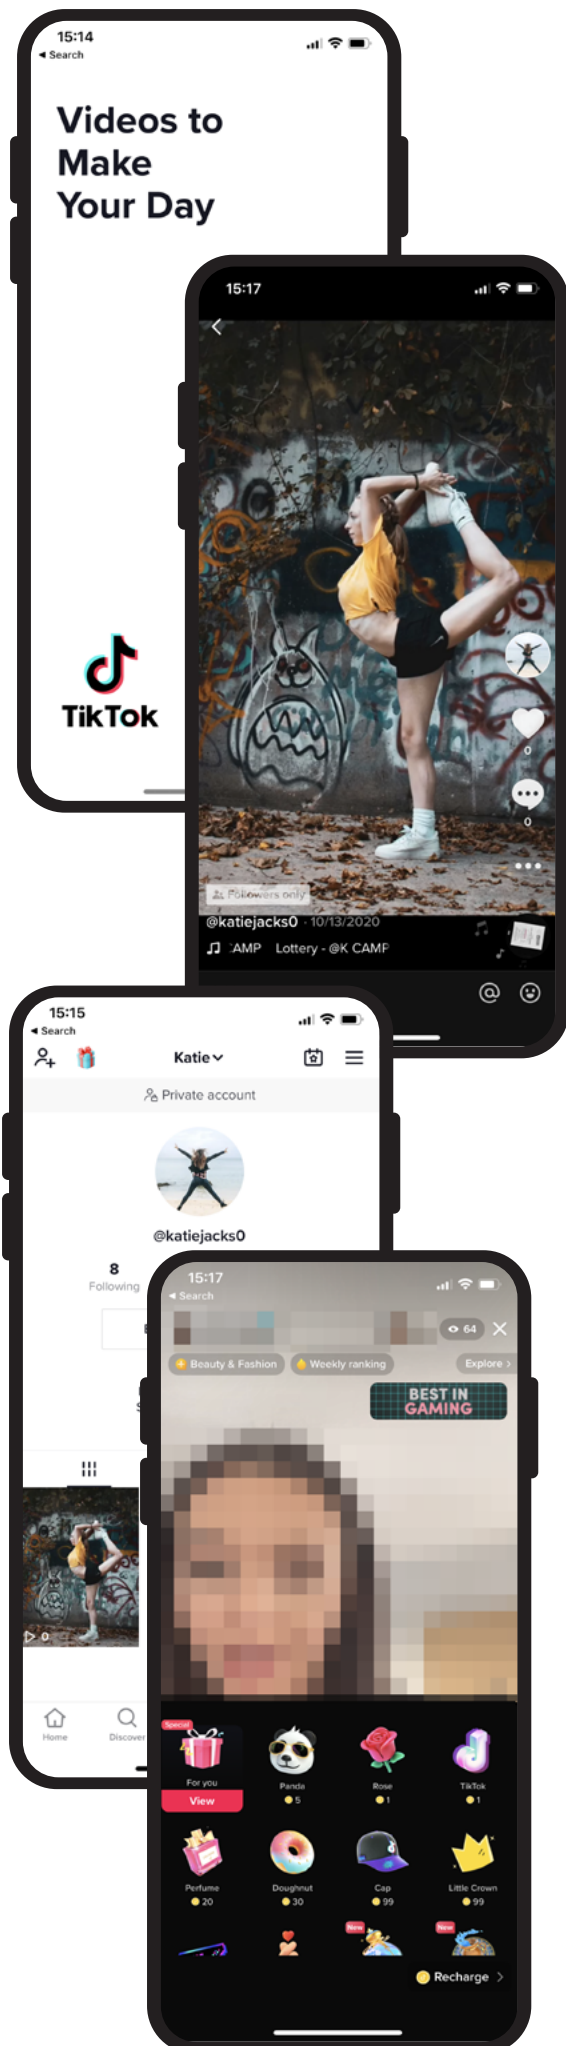 15:14
Search
Videos to
Make
Your Day
TikTok
15:17
0
0
Followers only
@katiejacks0 · 10/13/2020
CAMP Lottery - @K CAMP
15:15
Search
Katie
Private account
@katiejacks0
8
Following
0
Home
Discover
15:17
Search
64
Beauty & Fashion
Weekly ranking
Explore >
BEST IN
GAMING
Special
For you
View
Panda
5
Rose
1
TikTok
1
Perfume
20
Doughnut
30
Cap
99
Little Crown
99
New
New
Recharge >